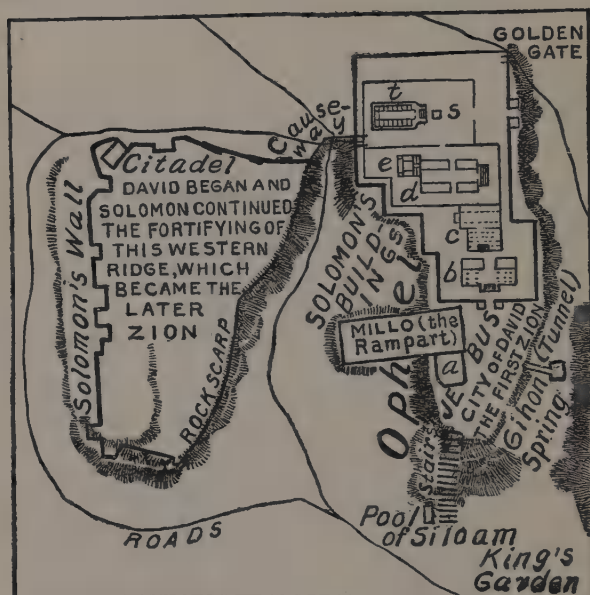 GOLDEN
GATE
Cause-
way
t
s
e
d
c
b
Citadel
DAVID BEGAN AND
SOLOMON CONTINUED
THE FORTIFYING OF
THIS WESTERN
RIDGE, WHICH
BECAME THE
LATER
ZION
Solomon's Wall
ROCK SCARP
SOLOMON'S
BUILD-
INGS
Ophel
MILLO (the
Rampart)
a
JEBUS
CITY OF DAVID
THE FIRST ZION
Gihon (Tunnel)
Spring
Stairs
Pool
of Siloam
King's
Garden
ROADS